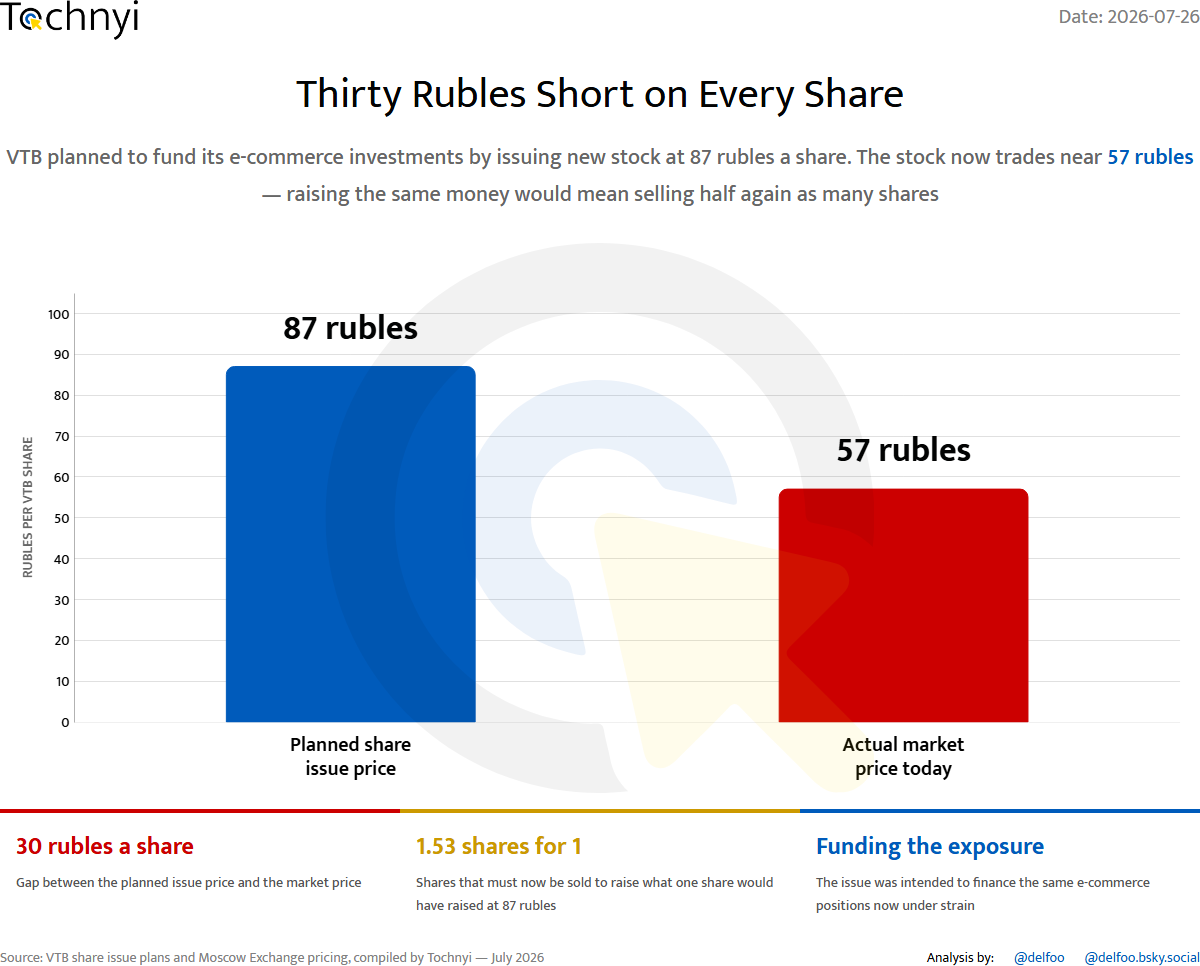 Tochnyi
Date: 2026-07-26
Thirty Rubles Short on Every Share
VTB planned to fund its e-commerce investments by issuing new stock at 87 rubles a share. The stock now trades near 57 rubles
— raising the same money would mean selling half again as many shares
RUBLES PER VTB SHARE
100
90
80
70
60
50
40
30
20
10
0
87 rubles
57 rubles
Planned share
issue price
Actual market
price today
30 rubles a share
Gap between the planned issue price and the market price
1.53 shares for 1
Shares that must now be sold to raise what one share would
have raised at 87 rubles
Funding the exposure
The issue was intended to finance the same e-commerce
positions now under strain
Source: VTB share issue plans and Moscow Exchange pricing, compiled by Tochnyi — July 2026
Analysis by: @delfoo @delfoo.bsky.social